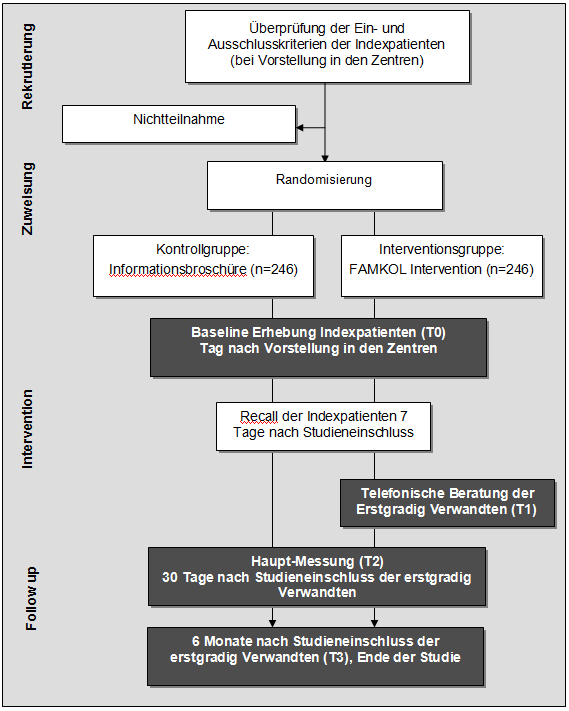 Rekrutierung
Überprüfung der Ein- und
Ausschlusskriterien der Indexpatienten
(bei Vorstellung in den Zentren)
Nichtteilnahme
Zuweisung
Randomisierung
Kontrollgruppe:
Informationsbroschüre (n=246)
Interventionsgruppe:
FAMKOL Intervention (n=246)
Baseline Erhebung Indexpatienten (T0)
Tag nach Vorstellung in den Zentren
Intervention
Recall der Indexpatienten 7
Tage nach Studieneinschluss
Telefonische Beratung der
Erstgradig Verwandten (T1)
Follow up
Haupt-Messung (T2)
30 Tage nach Studieneinschluss der erstgradig
Verwandten
6 Monate nach Studieneinschluss der
erstgradig Verwandten (T3), Ende der Studie